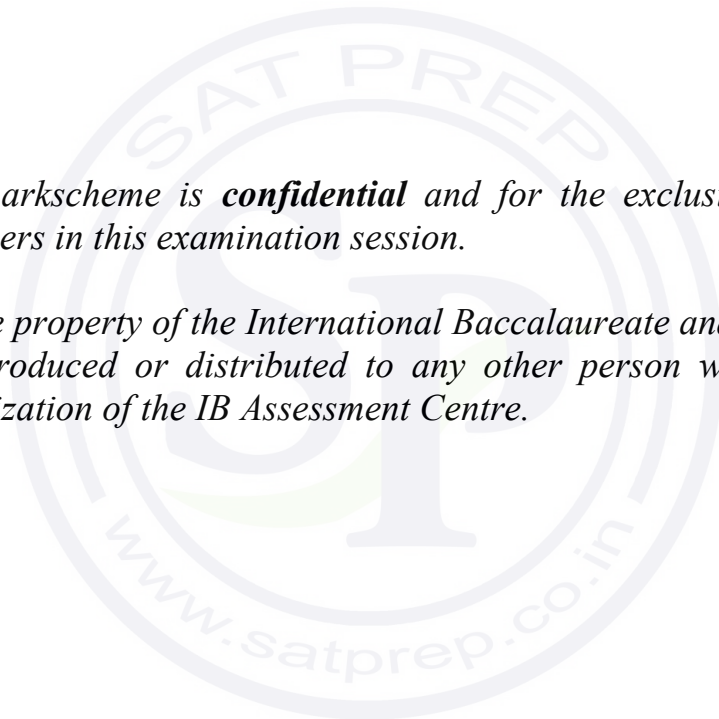 SAT PREP
arkscheme is confidential and for the exclusi
ers in this examination session.
e property of the International Baccalaureate and
roduced or distributed to any other person w
ization of the IB Assessment Centre.
SP
www.satprep.co.in